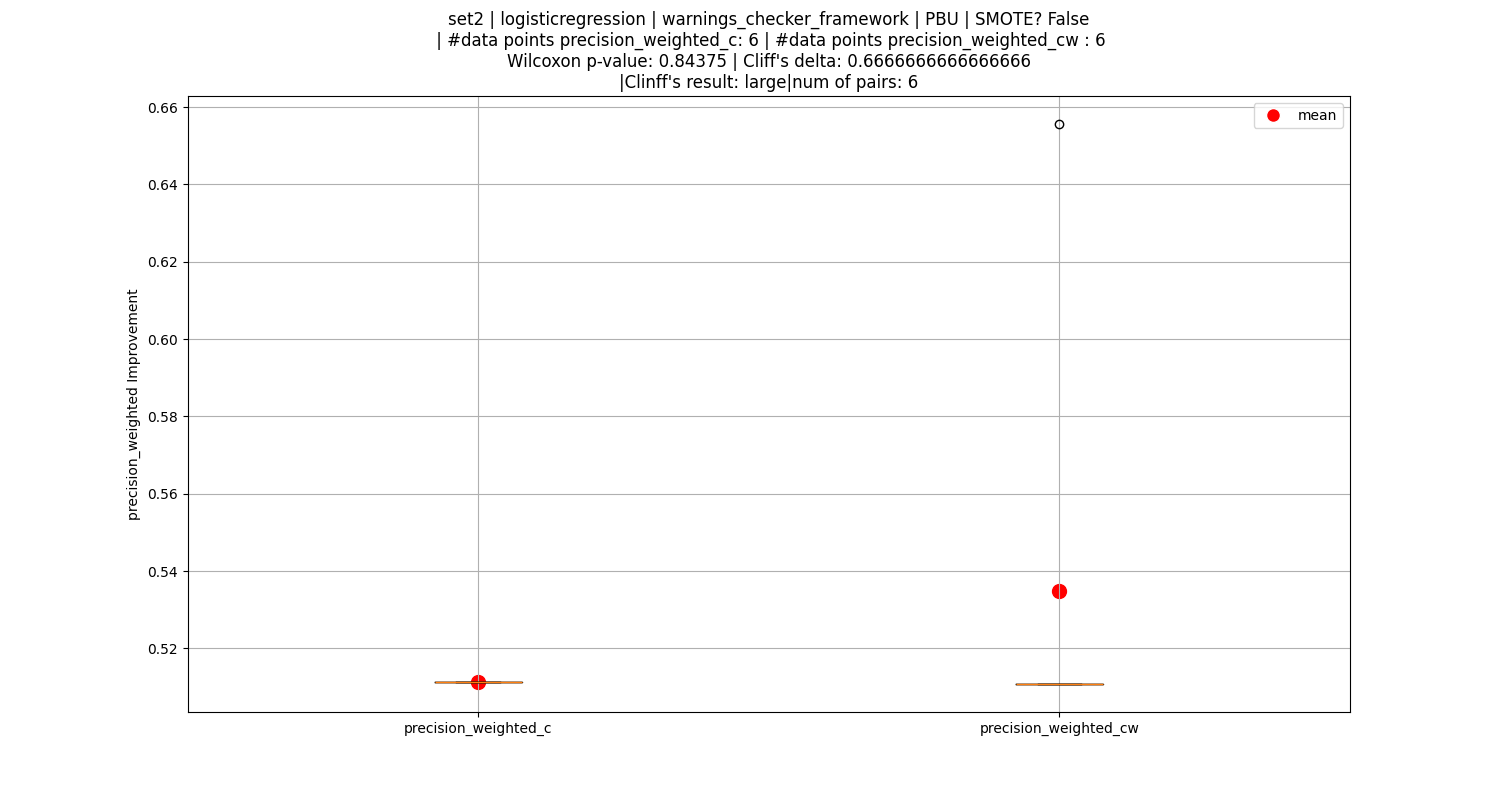 set2 | logisticregression | warnings_checker_framework | PBU | SMOTE? False
| #data points precision_weighted_c: 6 | #data points precision_weighted_cw : 6
Wilcoxon p-value: 0.84375 | Cliff's delta: 0.6666666666666666
|Clinff's result: large|num of pairs: 6
mean
precision_weighted Improvement
0.66
0.64
0.62
0.60
0.58
0.56
0.54
0.52
precision_weighted_c
precision_weighted_cw